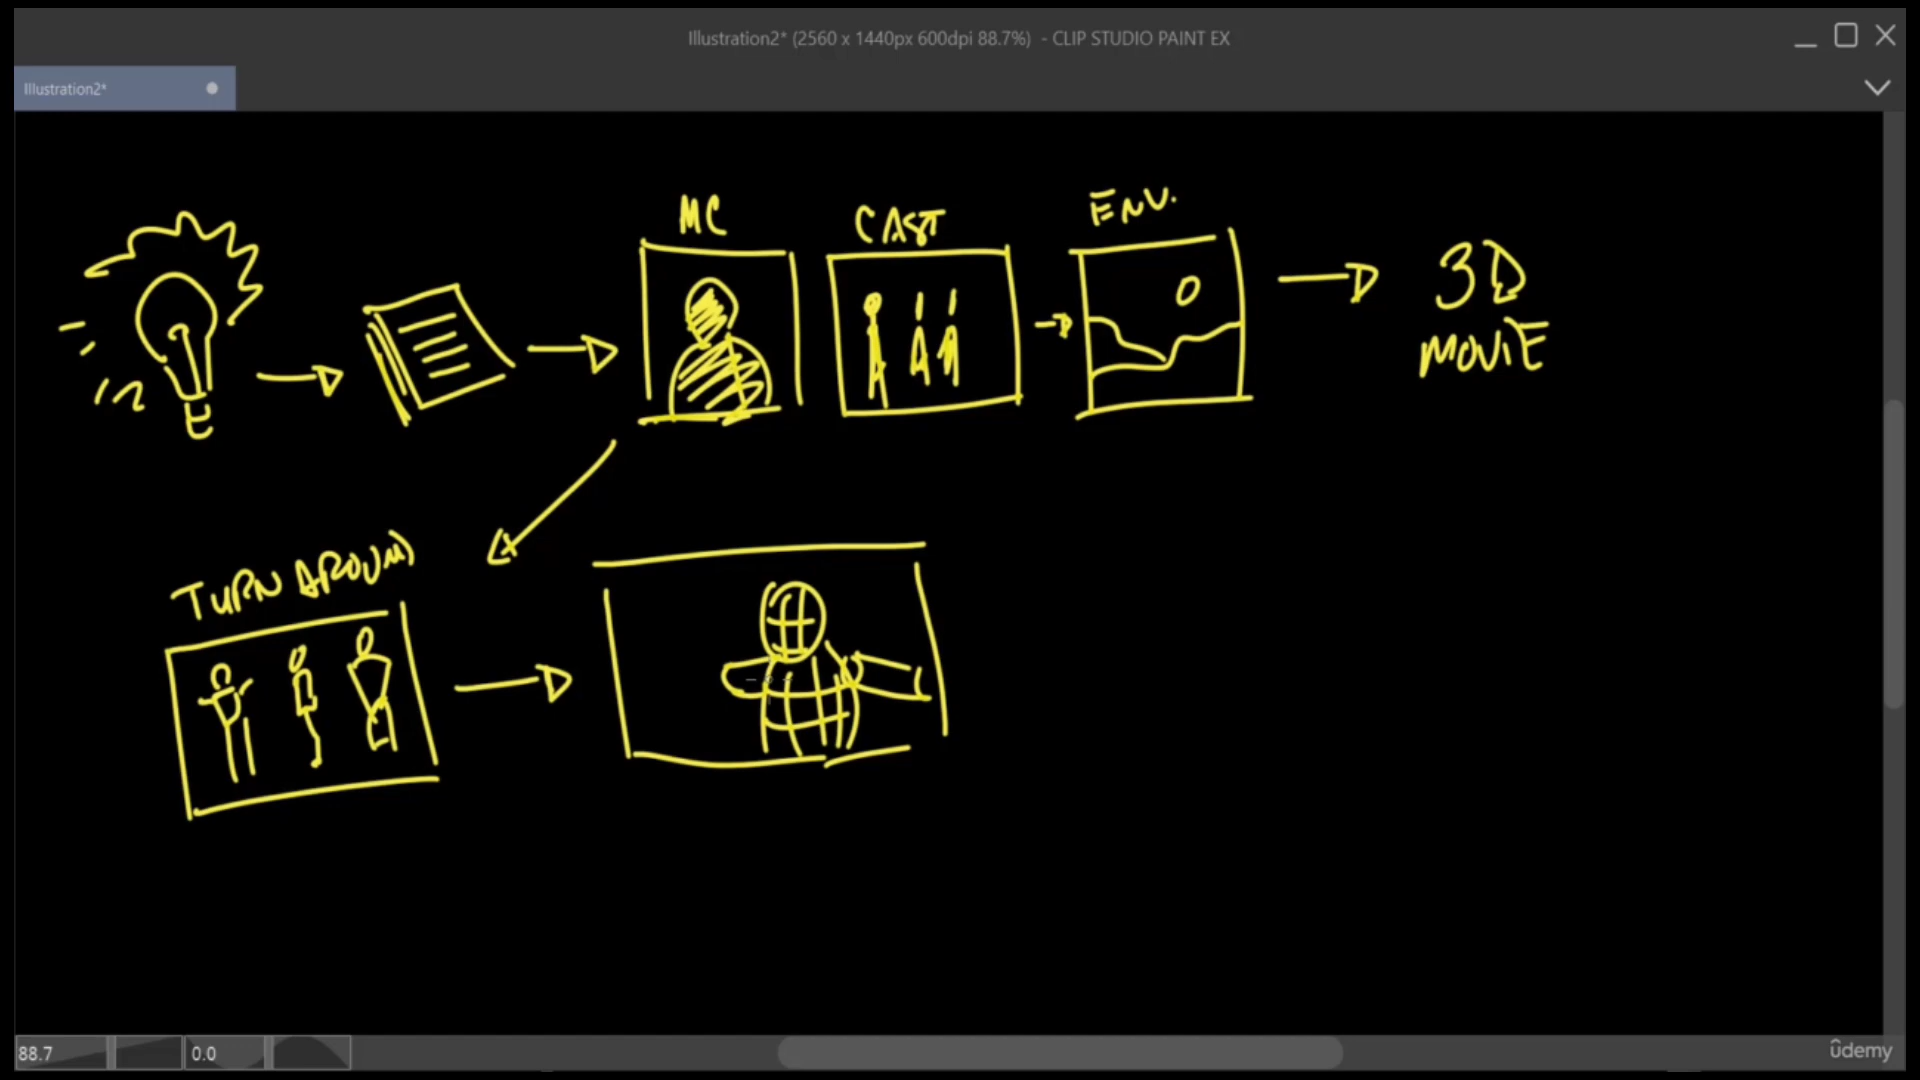 Illustration2* (2560 x 1440px 600dpi 88.7%) - CLIP STUDIO PAINT EX
Illustration2*
MC
CAST
ENV.
3D
MOVIE
TURN AROUND
88.7
0.0
ûdemy